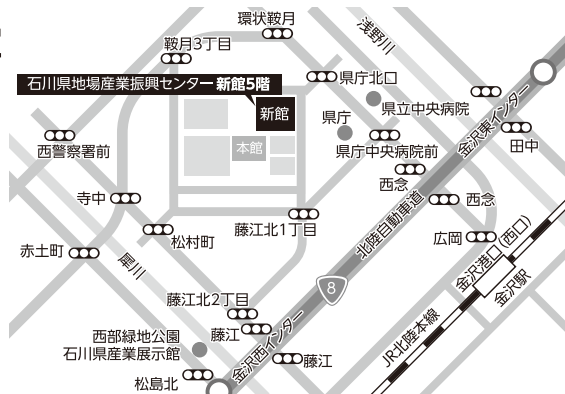 環状鞍月
浅野川
鞍月3丁目
県庁北口
石川県地場産業振興センター 新館5階
新館
県庁
県立中央病院
金沢東インター
田中
本館
県庁中央病院前
西警察署前
西念
西念
寺中
北陸自動車道
藤江北1丁目
松村町
赤土町
広岡
金沢港口(西口)
金沢駅
犀川
8
藤江北2丁目
藤江
金沢西インター
JR北陸本線
西部緑地公園
石川県産業展示館
藤江
松島北